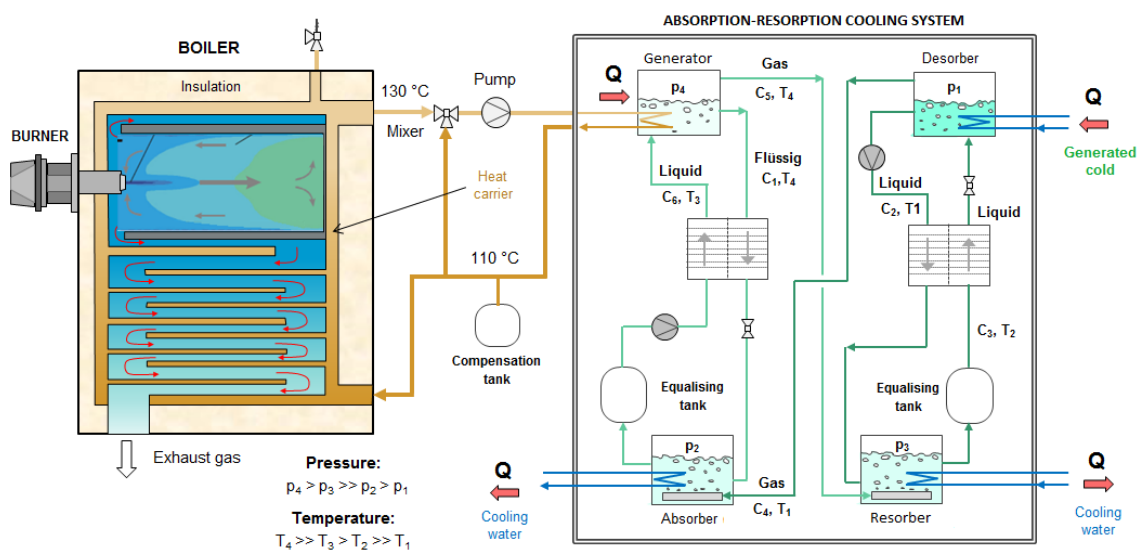 ABSORPTION-RESORPTION COOLING SYSTEM
BOILER
Insulation
BURNER
130 °C
Mixer
Pump
Heat
carrier
110 °C
Compensation
tank
Exhaust gas
Pressure:
p4 > p3 >> p2 > p1
Temperature:
T4 >> T3 > T2 >> T1
Q
Generator
p4
Gas
C5, T4
Desorber
p1
Q
Generated
cold
Liquid
C6, T3
Flüssig
C1,T4
Liquid
C2, T1
Liquid
C3, T2
Equalising
tank
Equalising
tank
Q
Cooling
water
p2
Absorber
Gas
C4, T1
p3
Resorber
Q
Cooling
water